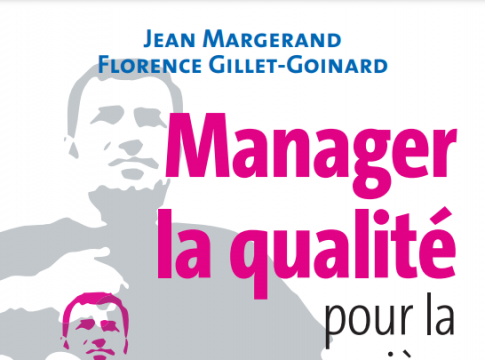 JEAN MARGERAND
FLORENCE GILLET-GOINARD
Manager
la qualité
pour la